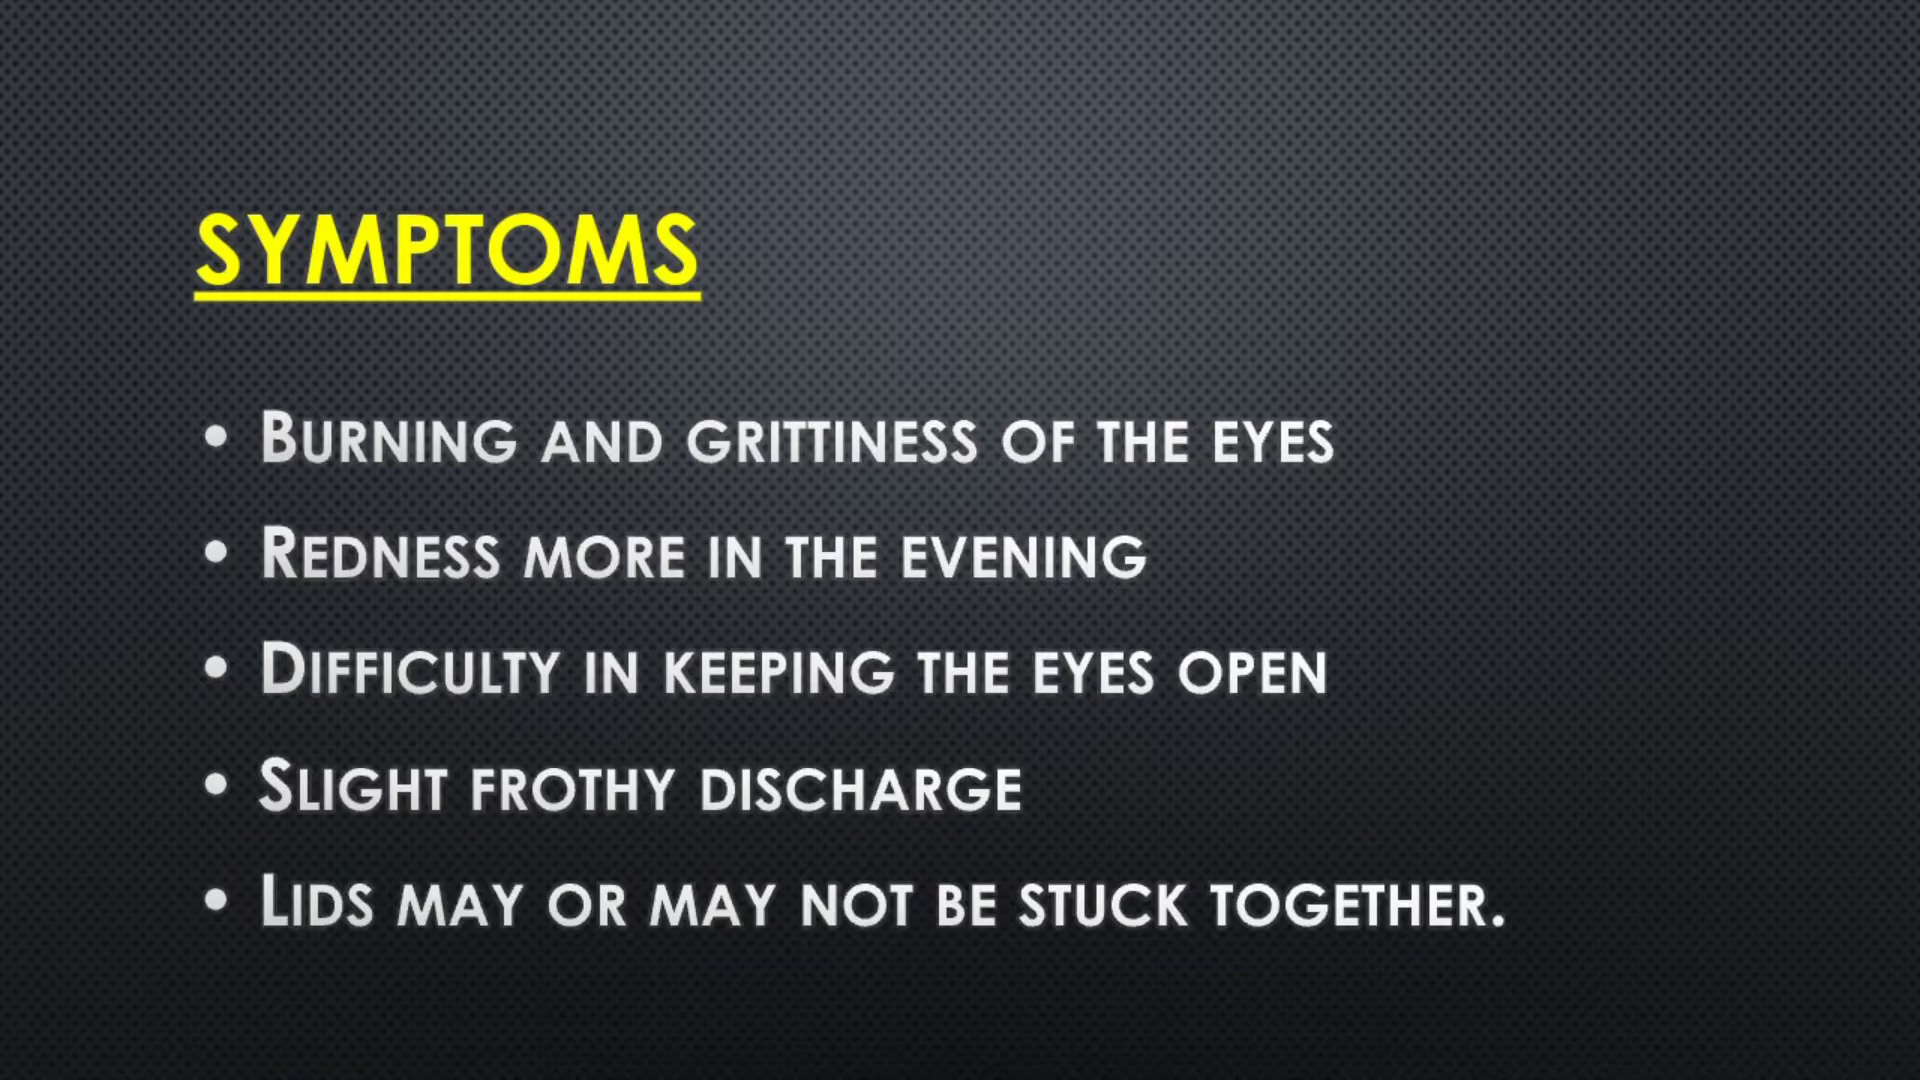 SYMPTOMS
• BURNING AND GRITTINESS OF THE EYES
• REDNESS MORE IN THE EVENING
• DIFFICULTY IN KEEPING THE EYES OPEN
• SLIGHT FROTHY DISCHARGE
• LIDS MAY OR MAY NOT BE STUCK TOGETHER.